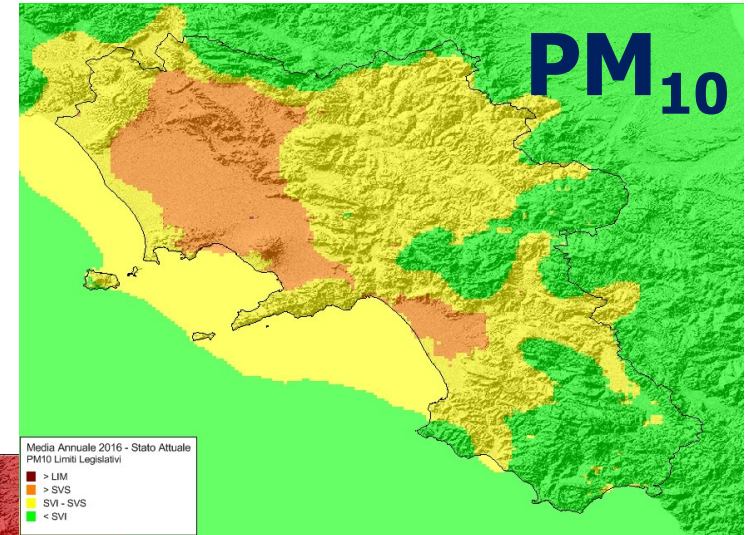 PM10
Media Annuale 2016 - Stato Attuale
PM10 Limiti Legislativi
> LIM
> SVS
SVI - SVS
< SVI